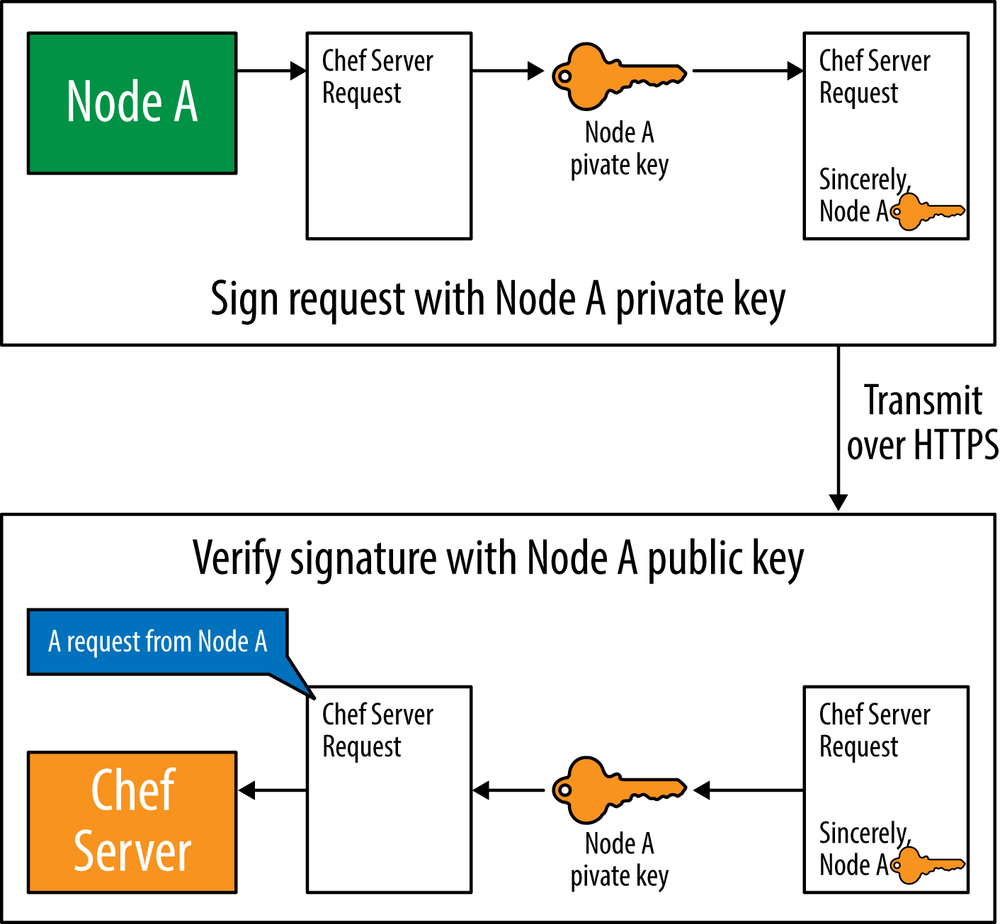 Node A
Chef Server
Request
Node A
pivate key
Chef Server
Request
Sincerely,
Node A
Sign request with Node A private key
Transmit
over HTTPS
Verify signature with Node A public key
A request from Node A
Chef
Server
Chef Server
Request
Node A
pivate key
Chef Server
Request
Sincerely,
Node A